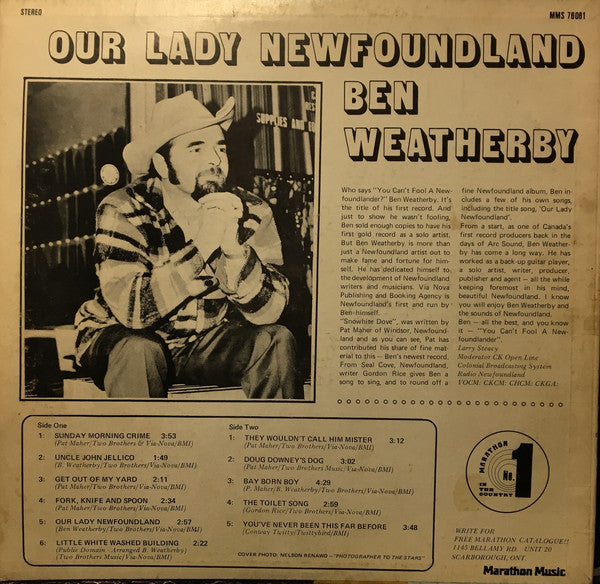 STEREO
MMS 78081
OUR LADY NEWFOUNDLAND
BEN
WEATHERBY
SUPPLIES AND
Who says "You Can't Fool A New-
foundlander?" Ben Weatherby. It's
the title of his first record. And
just to show he wasn't fooling,
Ben sold enough copies to have his
first gold record as a solo artist.
But Ben Weatherby is more than
just a Newfoundland artist out to
make fame and fortune for him-
self. He has dedicated himself to
the development of Newfoundland
writers and musicians. Via Nova
Publishing and Booking Agency is
Newfoundland's first and run by
Ben-himself.
"Snowhite Dove", was written by
Pat Maher of Windsor, Newfound-
land and as you can see, Pat has
contributed his share of fine mat-
erial to this — Ben's newest record.
From Seal Cove, Newfoundland,
writer Gordon Rice gives Ben a
song to sing, and to round off a
fine Newfoundland album, Ben in-
cludes a few of his own songs,
including the title song, 'Our Lady
Newfoundland'.
From a start, as one of Canada's
first record producers back in the
days of Arc Sound, Ben Weather-
by has come a long way. He has
worked as a back-up guitar player,
a solo artist, writer, producer,
publisher and agent — all the while
keeping foremost in his mind,
beautiful Newfoundland. I know
you will enjoy Ben Weatherby and
the sounds of Newfoundland.
Ben — all the best, and you know
it — "You Can't Fool A New-
foundlander".
Larry Steacy
Moderator CK Open Line
Colonial Broadcasting System
Radio Newfoundland
VOCM: CKCM: CHCM: CKGA:
Side One
1: SUNDAY MORNING CRIME 3:53
(Pat Maher/Two Brothers & Via-Nova/BMI)
2: UNCLE JOHN JELLICO 1:49
(B. Weatherby/Two Brothers/Via-Nova/BMI)
3: GET OUT OF MY YARD 2:11
(Pat Maher/Two Brothers/Via-Nova/BMI)
4: FORK, KNIFE AND SPOON 2:34
(Pat Maher/Two Brothers/Via-Nova/BMI)
5: OUR LADY NEWFOUNDLAND 2:57
(Ben Weatherby/Two Brothers/Via-Nova/BMI)
6: LITTLE WHITE WASHED BUILDING 2:22
(Public Domain - Arranged B. Weatherby)
(Two Brothers Music/Via-Nova/BMI)
Side Two
1: THEY WOULDN'T CALL HIM MISTER 3:12
(Pat Maher/Two Brothers/Via-Nova/BMI)
2: DOUG DOWNEY'S DOG 3:02
(Pat Maher/Two Brothers Music/Via-Nova/BMI)
3: BAY BORN BOY 4:29
(P. Maher/B. Weatherby/Two Brothers/Via-Nova/BMI)
4: THE TOILET SONG 2:59
(Gordon Rice/Two Brothers/Via-Nova/BMI)
5: YOU'VE NEVER BEEN THIS FAR BEFORE 3:48
(Conway Twitty/Twittybird/BMI)
COVER PHOTO: NELSON RENAND — "PHOTOGRAPHER TO THE STARS"
MARATHON
No. 1
IN THE COUNTRY
WRITE FOR
FREE MARATHON CATALOGUE!!
1145 BELLAMY RD. UNIT 20
SCARBOROUGH, ONT.
Marathon Music